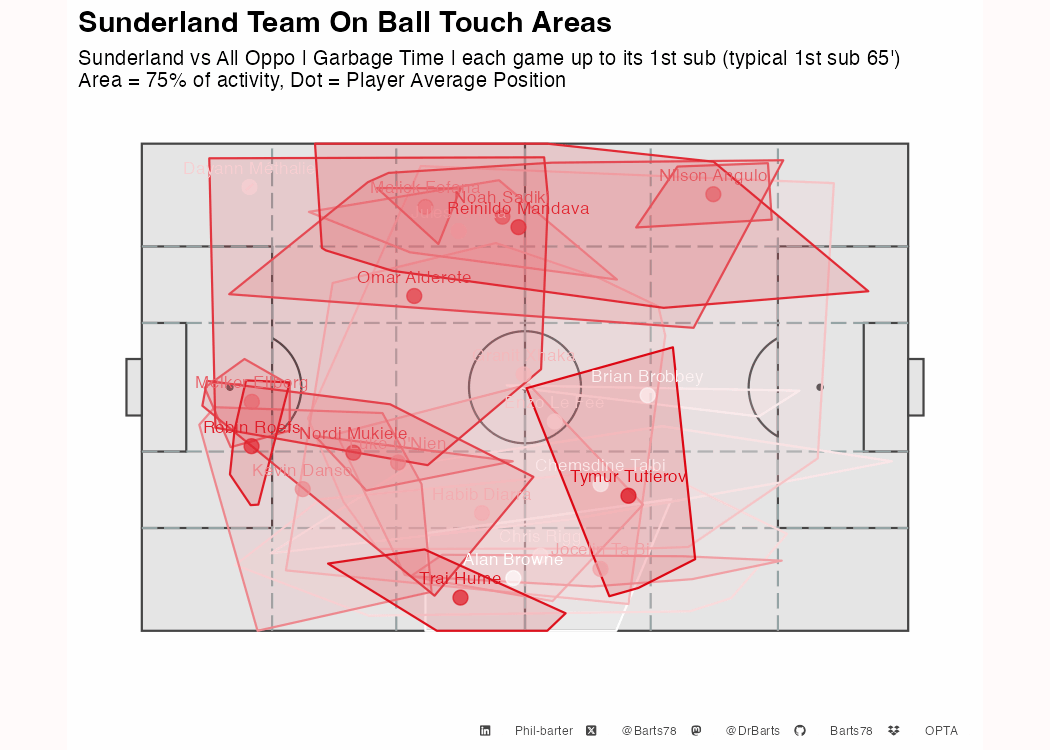 Sunderland Team On Ball Touch Areas
Sunderland vs All Oppo | Garbage Time | each game up to its 1st sub (typical 1st sub 65')
Area = 75% of activity, Dot = Player Average Position
Nilson Angulo
Noah Sadiki
Reinildo Mandava
Omar Alderete
Brian Brobbey
Melker Ellborg
Robin Roefs
Nordi Mukiele
Chemsdine Talbi
Kevin Danso
Tymur Tutierov
Habib Diarra
Alan Browne
Trai Hume
Phil-barter
@Barts78
@DrBarts
Barts78
OPTA